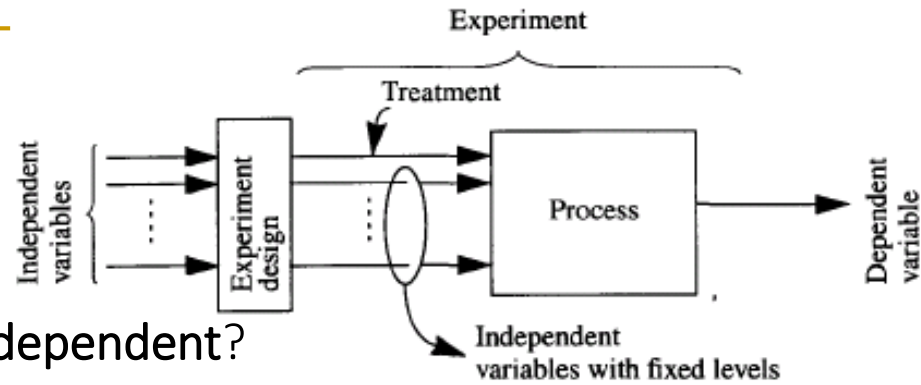 Experiment
Treatment
Independent
variables
Experiment
design
Process
Dependent
variable
Independent
variables with fixed levels
dependent?